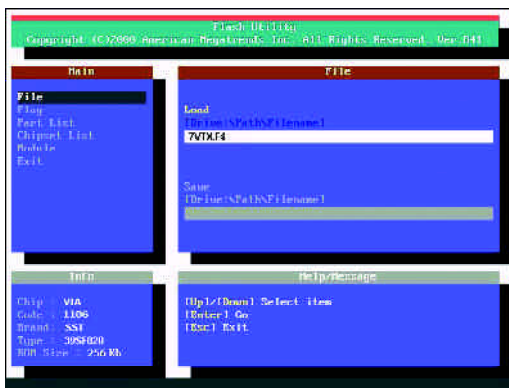 Flash Utility
Copyright (C)2000 American Megatrends Inc. All Rights Reserved. Ver.B41
Main
File
Flag
Part List
Chipset List
Module
Exit
File
Load
[Drive:\Path\Filename]
7VTX.F4
Save
[Drive:\Path\Filename]
Info
Chip : VIA
Code : 1106
Brand: SST
Type : 39SF020
ROM Size : 256 Kb
Help/Message
[Up]/[Down] Select item
[Enter] Go
[Esc] Exit